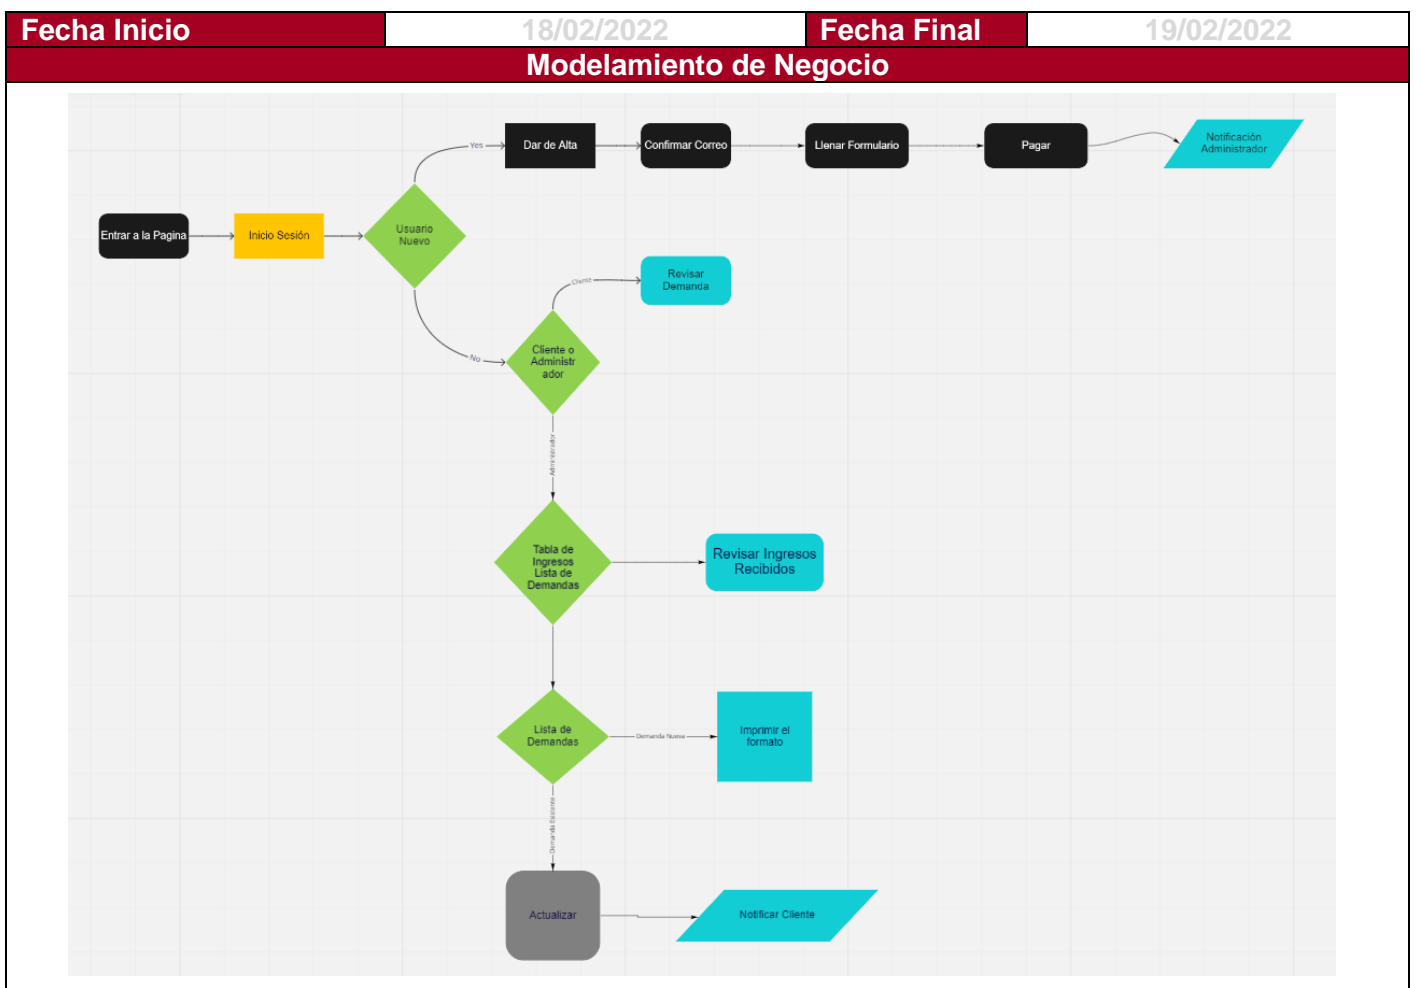 Fecha Inicio 18/02/2022 Fecha Final 19/02/2022
Modelamiento de Negocio
Yes
Dar de Alta
Confirmar Correo
Llenar Formulario
Pagar
Notificación
Administrador
Entrar a la Pagina
Inicio Sesión
Usuario
Nuevo
Cliente
Revisar
Demanda
No
Cliente o
Administr
ador
Administrador
Tabla de
Ingresos
Lista de
Demandas
Revisar Ingresos
Recibidos
Lista de
Demandas
Demanda Nueva
Imprimir el
formato
Demanda Existente
Actualizar
Notificar Cliente